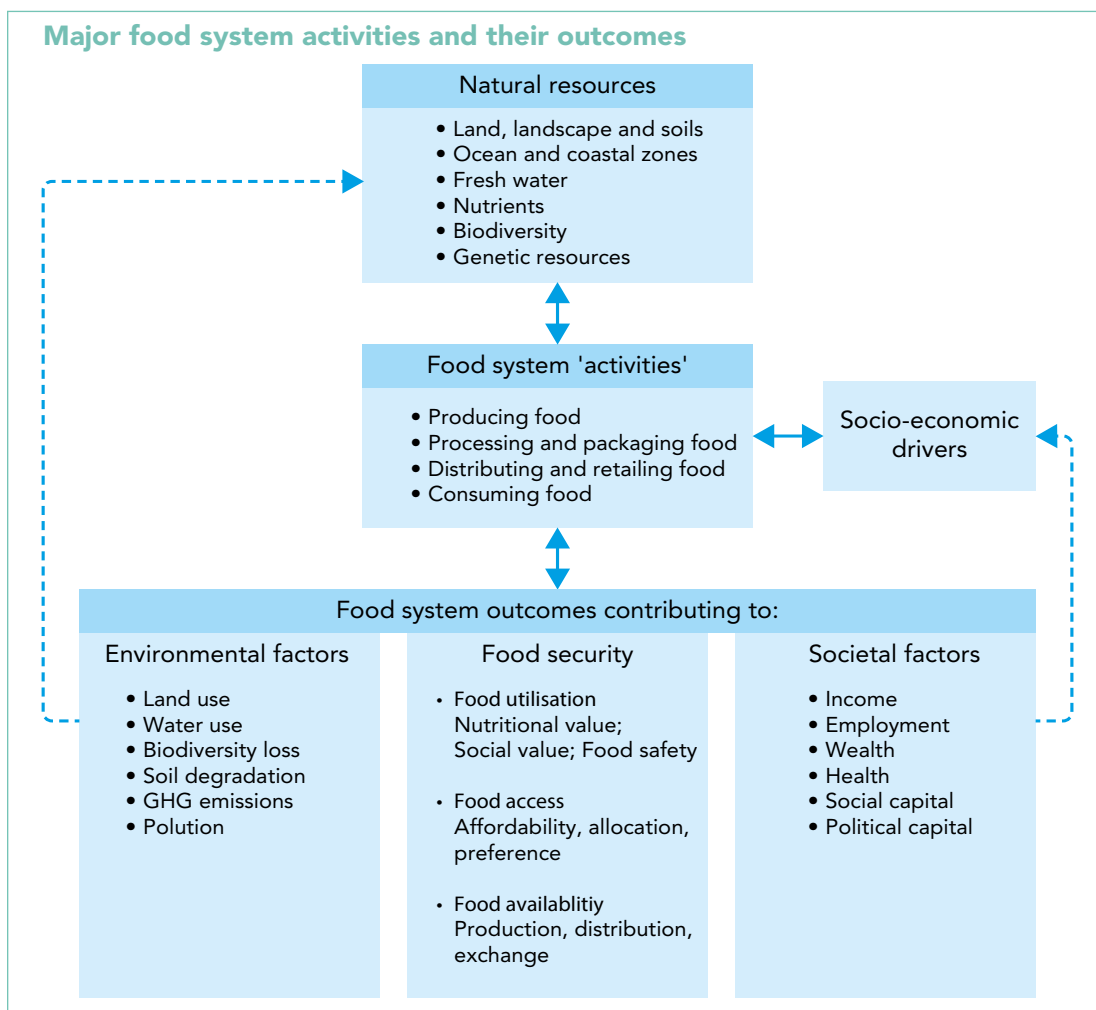 Major food system activities and their outcomes
Natural resources
• Land, landscape and soils
• Ocean and coastal zones
• Fresh water
• Nutrients
• Biodiversity
• Genetic resources
Food system 'activities'
• Producing food
• Processing and packaging food
• Distributing and retailing food
• Consuming food
Socio-economic
drivers
Food system outcomes contributing to:
Environmental factors
• Land use
• Water use
• Biodiversity loss
• Soil degradation
• GHG emissions
• Polution
Food security
• Food utilisation
Nutritional value;
Social value; Food safety
• Food access
Affordability, allocation,
preference
• Food availablitiy
Production, distribution,
exchange
Societal factors
• Income
• Employment
• Wealth
• Health
• Social capital
• Political capital